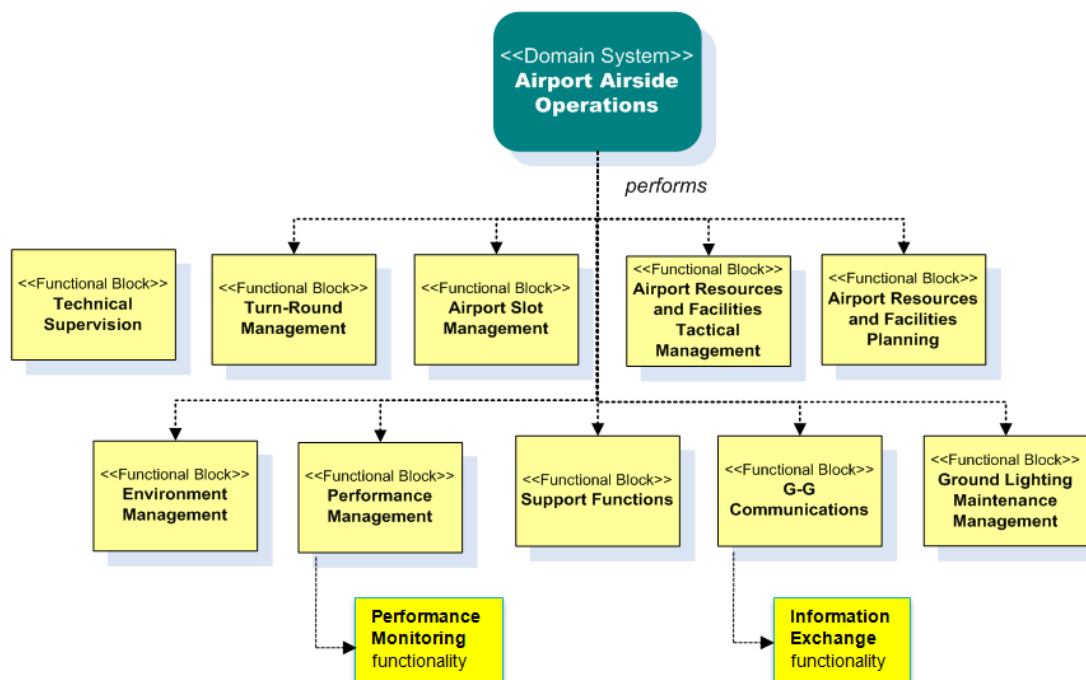 <<Domain System>>
Airport Airside
Operations
performs
<<Functional Block>>
Technical
Supervision
<<Functional Block>>
Turn-Round
Management
<<Functional Block>>
Airport Slot
Management
<<Functional Block>>
Airport Resources
and Facilities
Tactical
Management
<<Functional Block>>
Airport Resources
and Facilities
Planning
<<Functional Block>>
Environment
Management
<<Functional Block>>
Performance
Management
<<Functional Block>>
Support Functions
<<Functional Block>>
G-G
Communications
<<Functional Block>>
Ground Lighting
Maintenance
Management
Performance
Monitoring
functionality
Information
Exchange
functionality